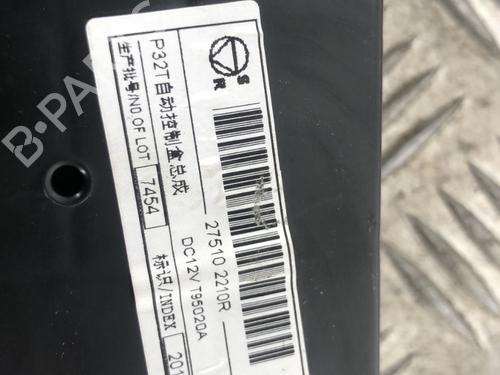 S
R
27510 2210R
DC12V T95020A
P32T自动控制盒总成
生产批号/NO.OF LOT 7454
标识/INDEX 201
B-PARTS